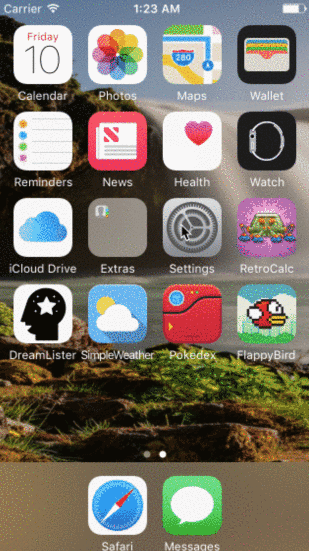 Carrier 1:23 AM
Friday
10
280
Calendar Photos Maps Wallet
Reminders News Health Watch
iCloud Drive Extras Settings RetroCalc
DreamLister SimpleWeather Pokedex FlappyBird
Safari Messages